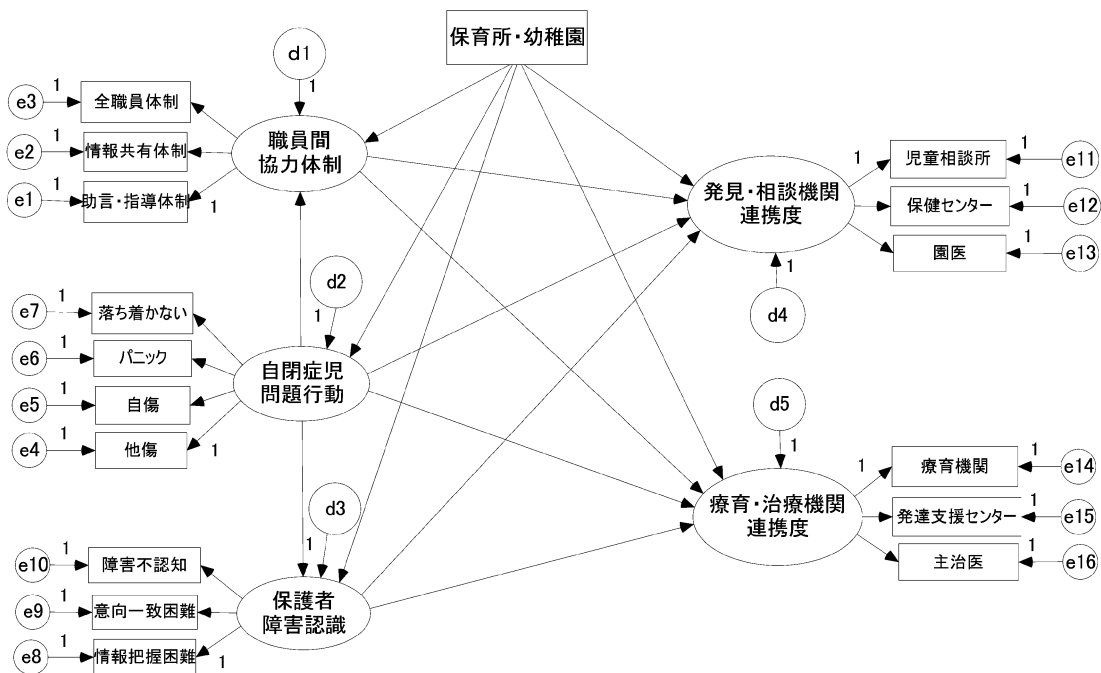 保育所・幼稚園
d1
1
e3
1
全職員体制
e2
1
情報共有体制
e1
1
助言・指導体制
1
職員間
協力体制
発見・相談機関
連携度
1
児童相談所
1
e11
保健センター
1
e12
園医
1
e13
1
d4
d2
1
e7
1
落ち着かない
e6
1
パニック
e5
1
自傷
e4
1
他傷
1
自閉症児
問題行動
d5
1
療育・治療機関
連携度
1
療育機関
1
e14
発達支援センター
1
e15
主治医
1
e16
d3
1
e10
1
障害不認知
e9
1
意向一致困難
e8
1
情報把握困難
1
保護者
障害認識